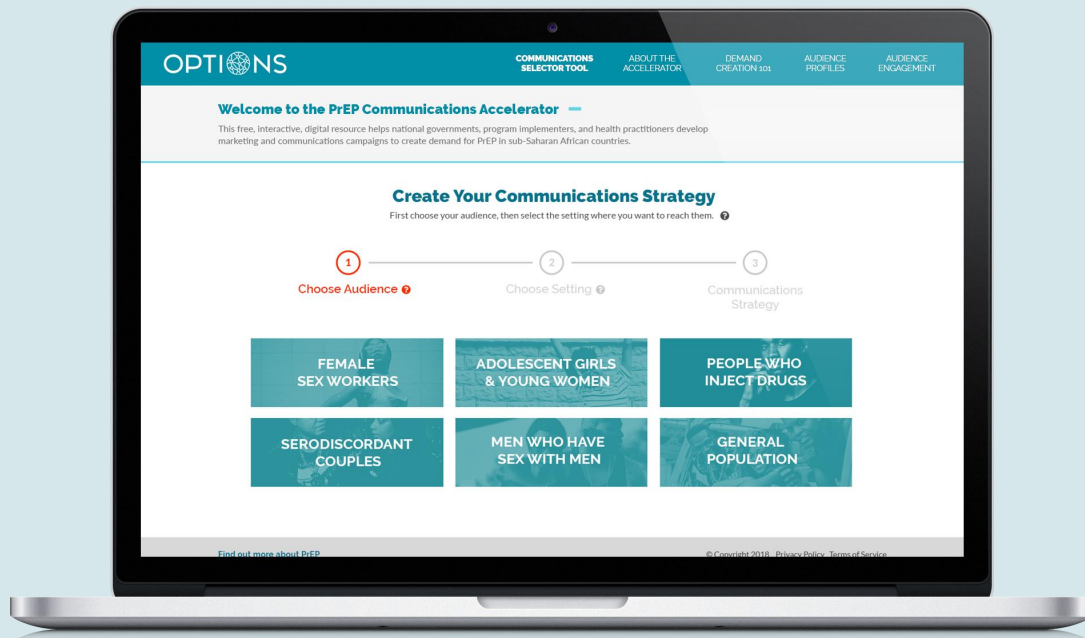 OPTIONS
COMMUNICATIONS
SELECTOR TOOL
ABOUT THE
ACCELERATOR
DEMAND
CREATION 101
AUDIENCE
PROFILES
AUDIENCE
ENGAGEMENT
Welcome to the PrEP Communications Accelerator
This free, interactive, digital resource helps national governments, program implementers, and health practitioners develop
marketing and communications campaigns to create demand for PrEP in sub-Saharan African countries.
Create Your Communications Strategy
First choose your audience, then select the setting where you want to reach them. ?
1
Choose Audience ?
2
Choose Setting ?
3
Communications
Strategy
FEMALE
SEX WORKERS
ADOLESCENT GIRLS
& YOUNG WOMEN
PEOPLE WHO
INJECT DRUGS
SERODISCORDANT
COUPLES
MEN WHO HAVE
SEX WITH MEN
GENERAL
POPULATION
Find out more about PrEP
© Copyright 2018 Privacy Policy Terms of Service